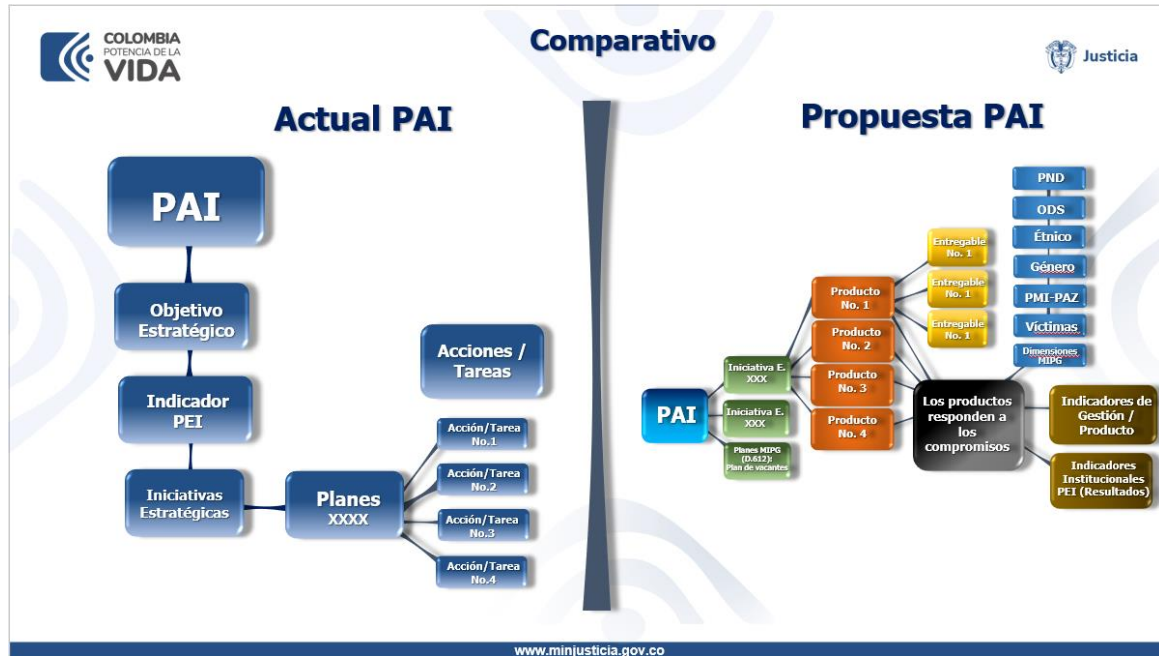 COLOMBIA
POTENCIA DE LA
VIDA
Comparativo
Justicia
Actual PAI
PAI
Objetivo
Estratégico
Indicador
PEI
Iniciativas
Estratégicas
Planes
XXXX
Acciones /
Tareas
Acción/Tarea
No.1
Acción/Tarea
No.2
Acción/Tarea
No.3
Acción/Tarea
No.4
Propuesta PAI
PAI
Iniciativa E.
XXX
Iniciativa E.
XXX
Planes MIPG
(D.612):
Plan de vacantes
Producto
No. 1
Producto
No. 2
Producto
No. 3
Producto
No. 4
Entregable
No. 1
Entregable
No. 1
Entregable
No. 1
PND
ODS
Étnico
Género
PMI-PAZ
Víctimas
Dimensiones
MIPG
Los productos
responden a
los
compromisos
Indicadores de
Gestión /
Producto
Indicadores
Institucionales
PEI (Resultados)
www.minjusticia.gov.co